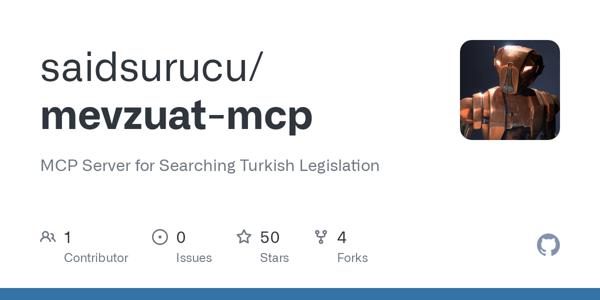 saidsurucu/
mevzuat-mcp
MCP Server for Searching Turkish Legislation
1 0 50 4
Contributor Issues Stars Forks